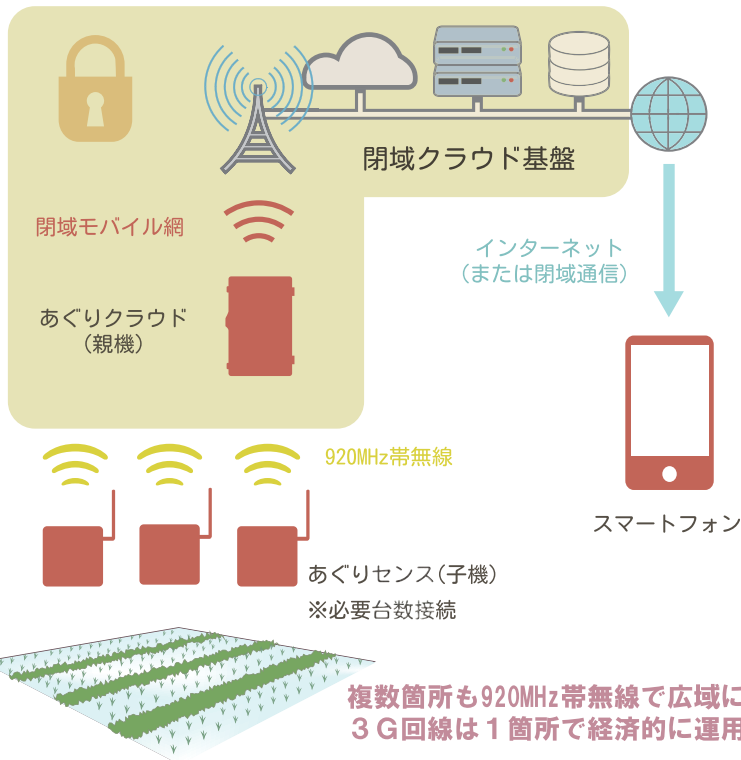 閉域クラウド基盤
閉域モバイル網
インターネット
(または閉域通信)
あぐりクラウド
(親機)
920MHz帯無線
スマートフォン
あぐりセンス(子機)
※必要台数接続
複数箇所も920MHz帯無線で広域に
３Ｇ回線は１箇所で経済的に運用